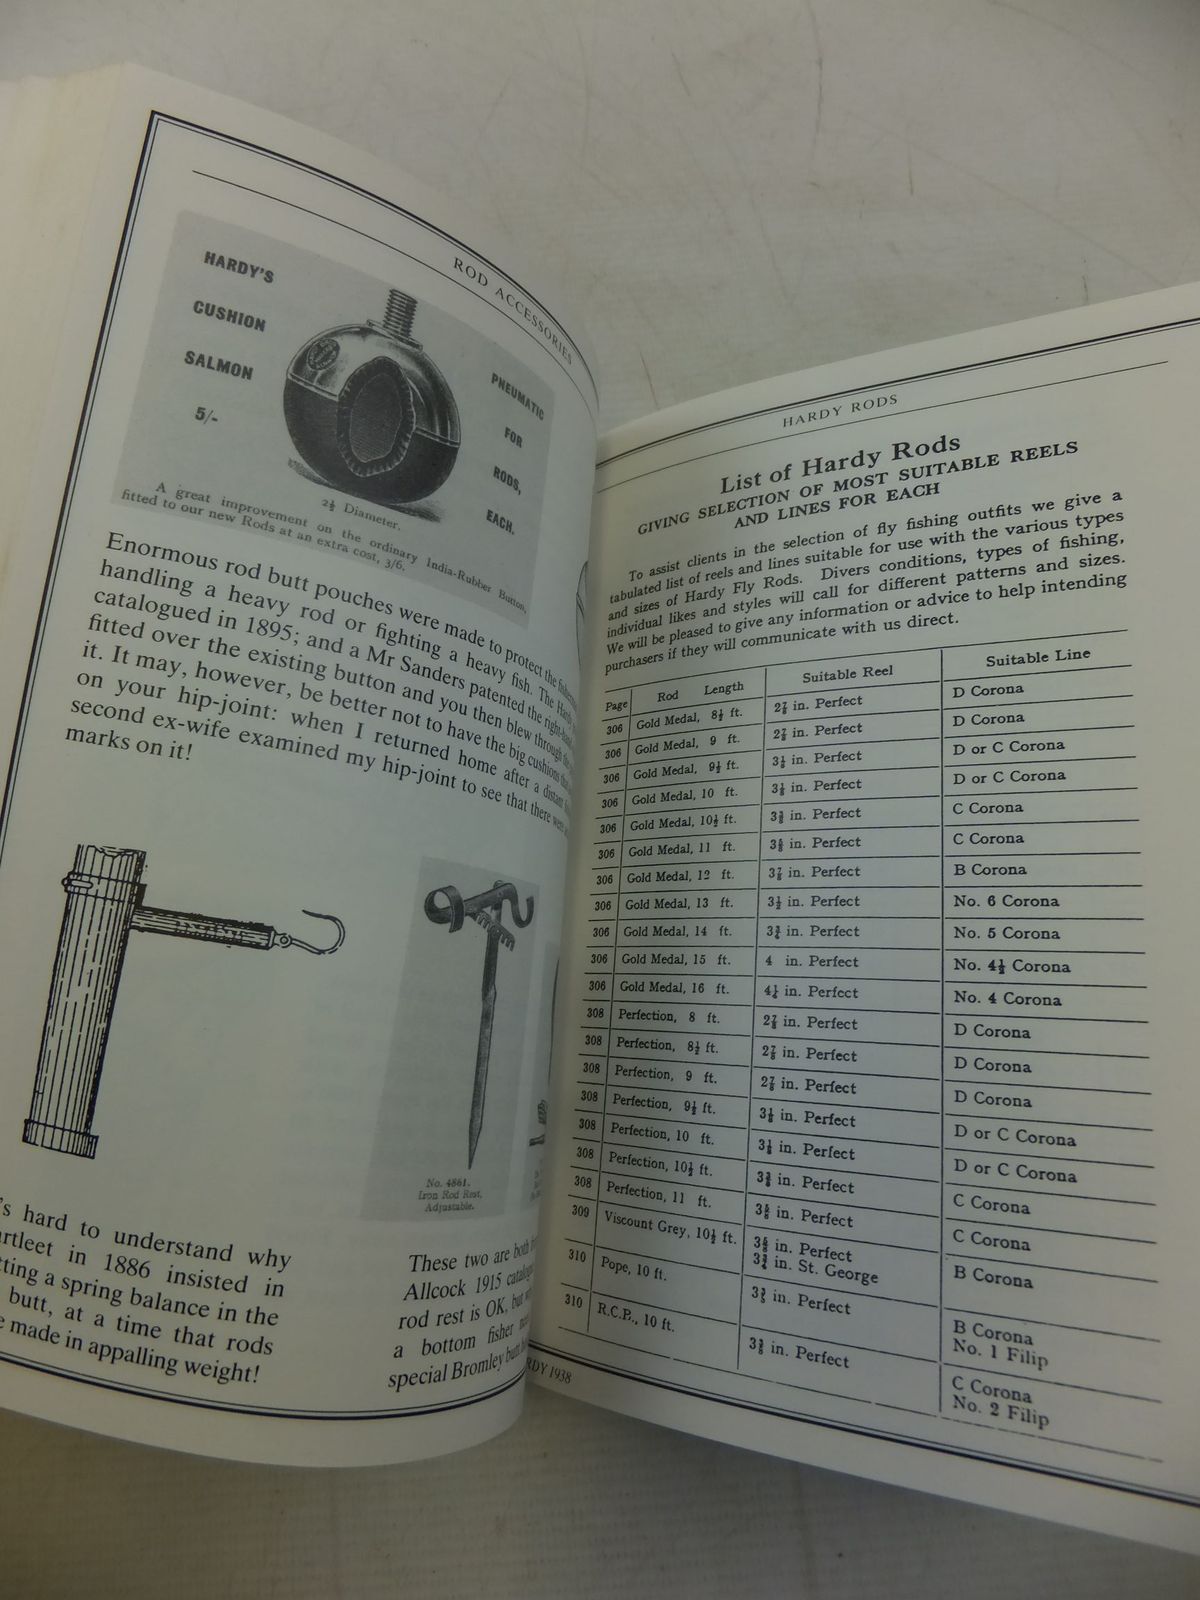 ROD ACCESSORIES
HARDY'S
CUSHION
SALMON
5/-
PNEUMATIC
FOR
RODS,
EACH.
2½ Diameter.
A great improvement on the ordinary India-Rubber Button,
fitted to our new Rods at an extra cost, 3/6.
Enormous rod butt pouches were made to protect the
handling a heavy rod or fighting a heavy fish. The Hardy
catalogued in 1895; and a Mr Sanders patented the right-hand
fitted over the existing button and you then blew through the
it. It may, however, be better not to have the big cushions
on your hip-joint: when I returned home after a distant
second ex-wife examined my hip-joint to see that there were
marks on it!
No. 4861.
Iron Rod Rest,
Adjustable.
's hard to understand why
in 1886 insisted in
a spring balance in the
butt, at a time that rods
made in appalling weight!
These two are both
Allcock 1915
rod rest is OK, but
a bottom fisher
special Bromley
HARDY RODS
List of Hardy Rods
GIVING SELECTION OF MOST SUITABLE REELS
AND LINES FOR EACH
To assist clients in the selection of fly fishing outfits we give a
tabulated list of reels and lines suitable for use with the various types
and sizes of Hardy Fly Rods. Divers conditions, types of fishing,
individual likes and styles will call for different patterns and sizes.
We will be pleased to give any information or advice to help intending
purchasers if they will communicate with us direct.
Page Rod Length Suitable Reel Suitable Line
306 Gold Medal, 8½ ft. 2⅞ in. Perfect D Corona
306 Gold Medal, 9 ft. 2⅞ in. Perfect D Corona
306 Gold Medal, 9½ ft. 3⅛ in. Perfect D or C Corona
306 Gold Medal, 10 ft. 3⅛ in. Perfect D or C Corona
306 Gold Medal, 10½ ft. 3⅜ in. Perfect C Corona
306 Gold Medal, 11 ft. 3⅝ in. Perfect C Corona
306 Gold Medal, 12 ft. 3⅞ in. Perfect B Corona
306 Gold Medal, 13 ft. 3½ in. Perfect No. 6 Corona
306 Gold Medal, 14 ft. 3¾ in. Perfect No. 5 Corona
306 Gold Medal, 15 ft. 4 in. Perfect No. 4½ Corona
306 Gold Medal, 16 ft. 4¼ in. Perfect No. 4 Corona
308 Perfection, 8 ft. 2⅞ in. Perfect D Corona
308 Perfection, 8½ ft. 2⅞ in. Perfect D Corona
308 Perfection, 9 ft. 2⅞ in. Perfect D Corona
308 Perfection, 9½ ft. 3⅛ in. Perfect D or C Corona
308 Perfection, 10 ft. 3⅛ in. Perfect D or C Corona
308 Perfection, 10½ ft. 3⅜ in. Perfect C Corona
308 Perfection, 11 ft. 3⅝ in. Perfect C Corona
309 Viscount Grey, 10½ ft. 3⅝ in. Perfect B Corona
3¾ in. St. George
310 Pope, 10 ft. 3⅜ in. Perfect B Corona
No. 1 Filip
310 R.C.P., 10 ft. 3⅜ in. Perfect C Corona
No. 2 Filip
1938